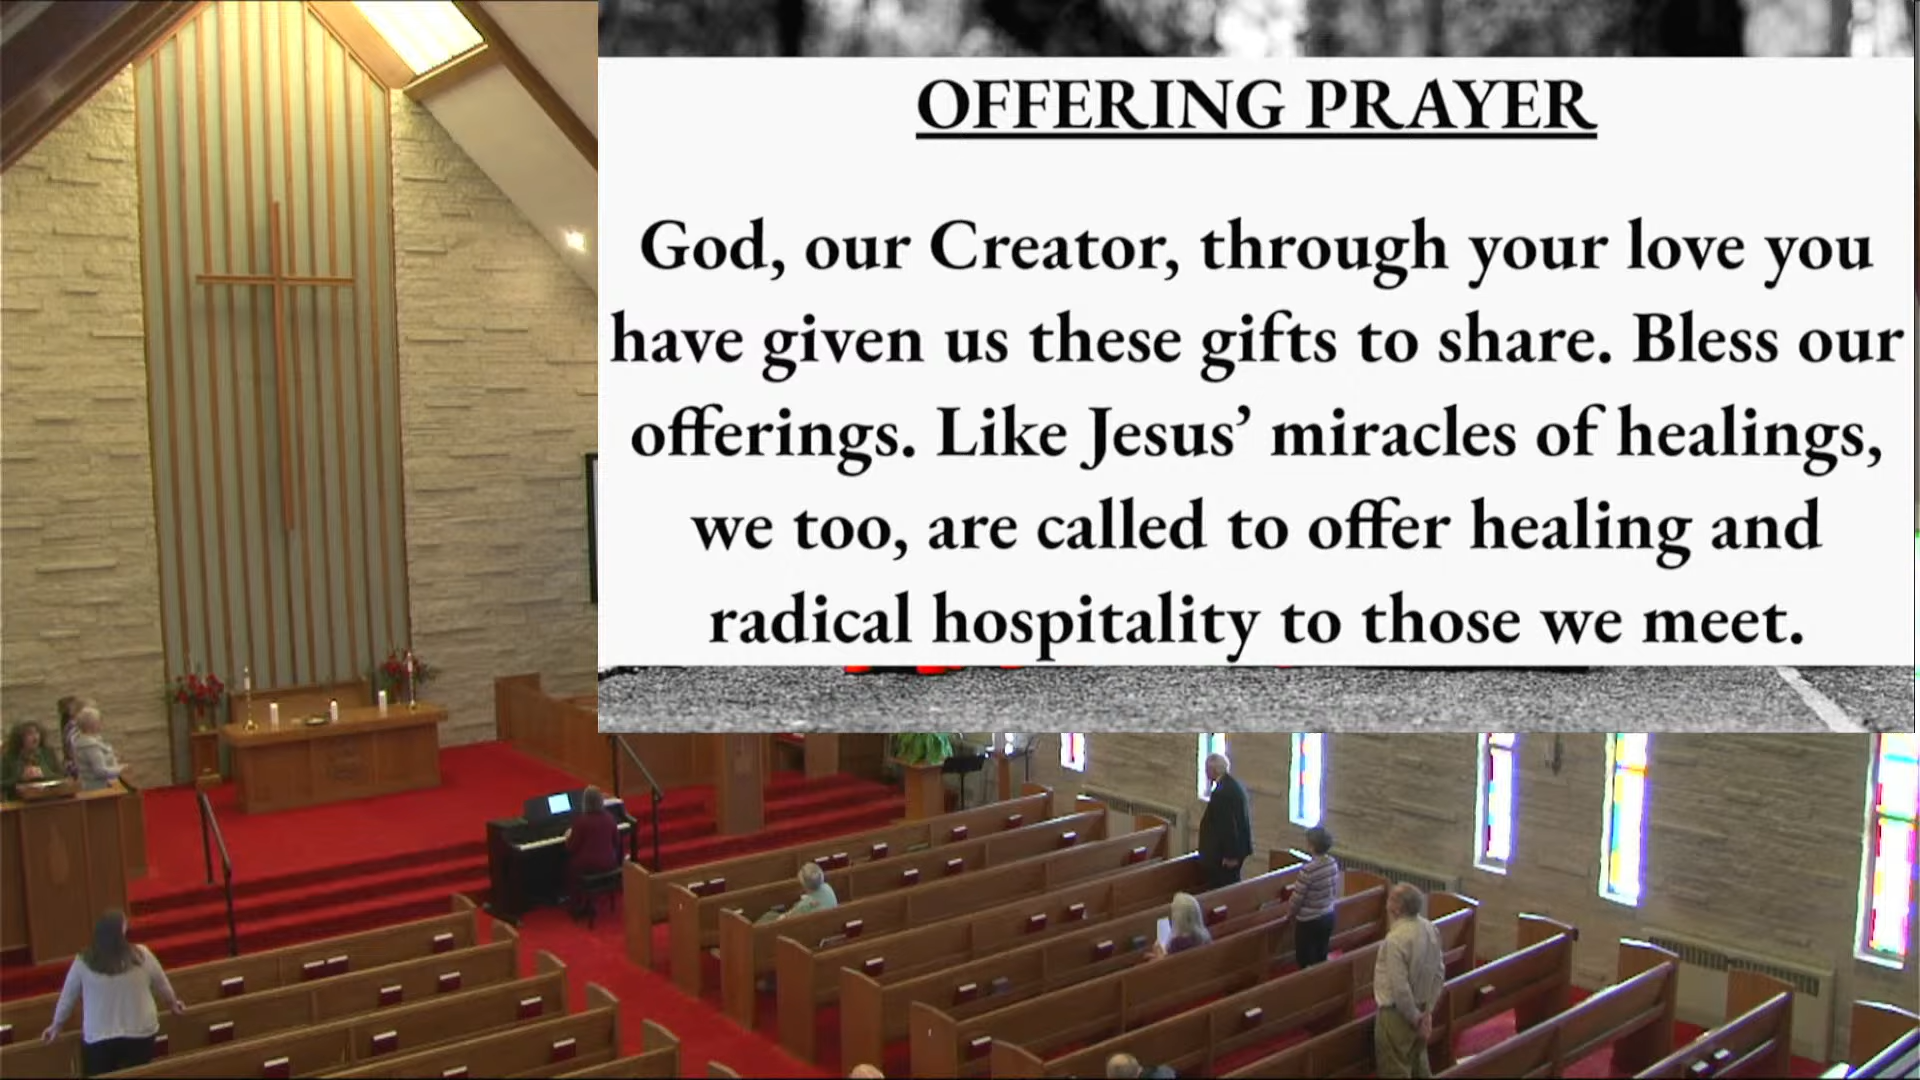 OFFERING PRAYER
God, our Creator, through your love you
have given us these gifts to share. Bless our
offerings. Like Jesus’ miracles of healings,
we too, are called to offer healing and
radical hospitality to those we meet.